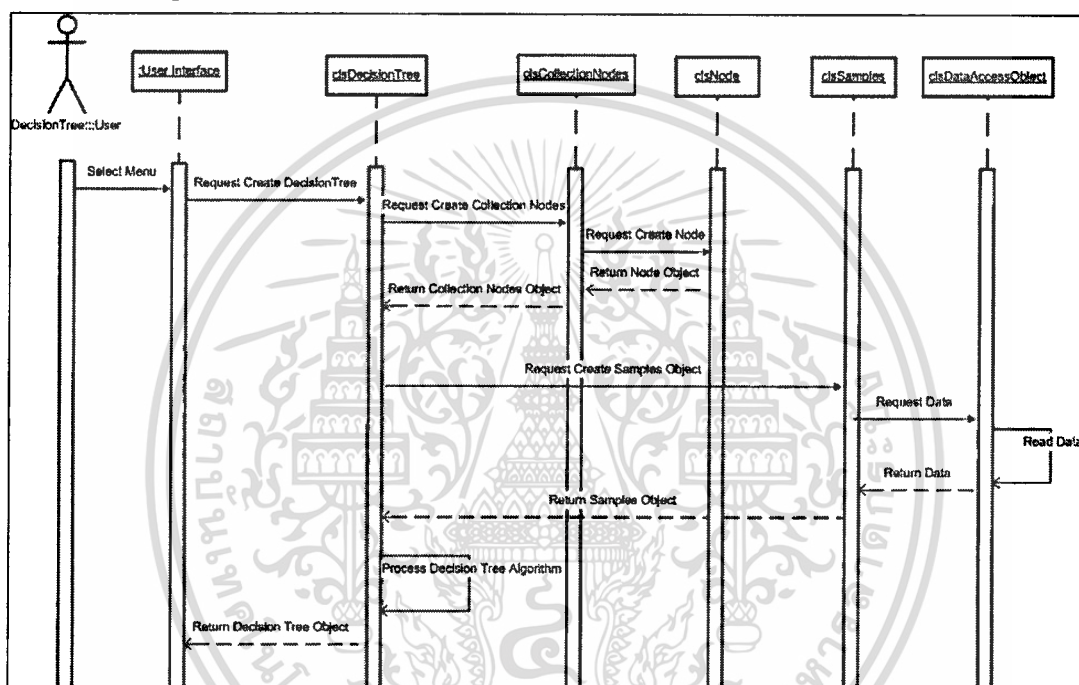 :User Interface
clsDecisionTree
clsCollectionNodes
clsNode
clsSamples
clsDataAccessObject
DecisionTree:::User
Select Menu
Request Create DecisionTree
Request Create Collection Nodes
Request Create Node
Return Node Object
Return Collection Nodes Object
Request Create Samples Object
Request Data
Read Data
Return Data
Return Samples Object
Process Decision Tree Algorithm
Return Decision Tree Object